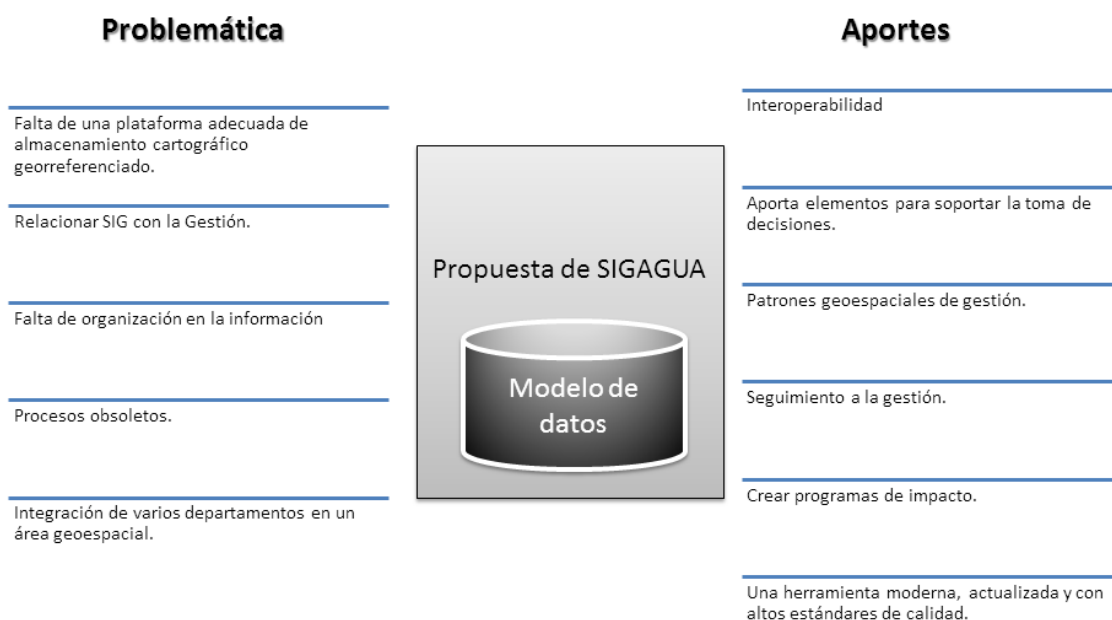 Problemática
Falta de una plataforma adecuada de
almacenamiento cartográfico
georreferenciado.
Relacionar SIG con la Gestión.
Falta de organización en la información
Procesos obsoletos.
Integración de varios departamentos en un
área geoespacial.
Propuesta de SIGAGUA
Modelo de
datos
Aportes
Interoperabilidad
Aporta elementos para soportar la toma de
decisiones.
Patrones geoespaciales de gestión.
Seguimiento a la gestión.
Crear programas de impacto.
Una herramienta moderna, actualizada y con
altos estándares de calidad.